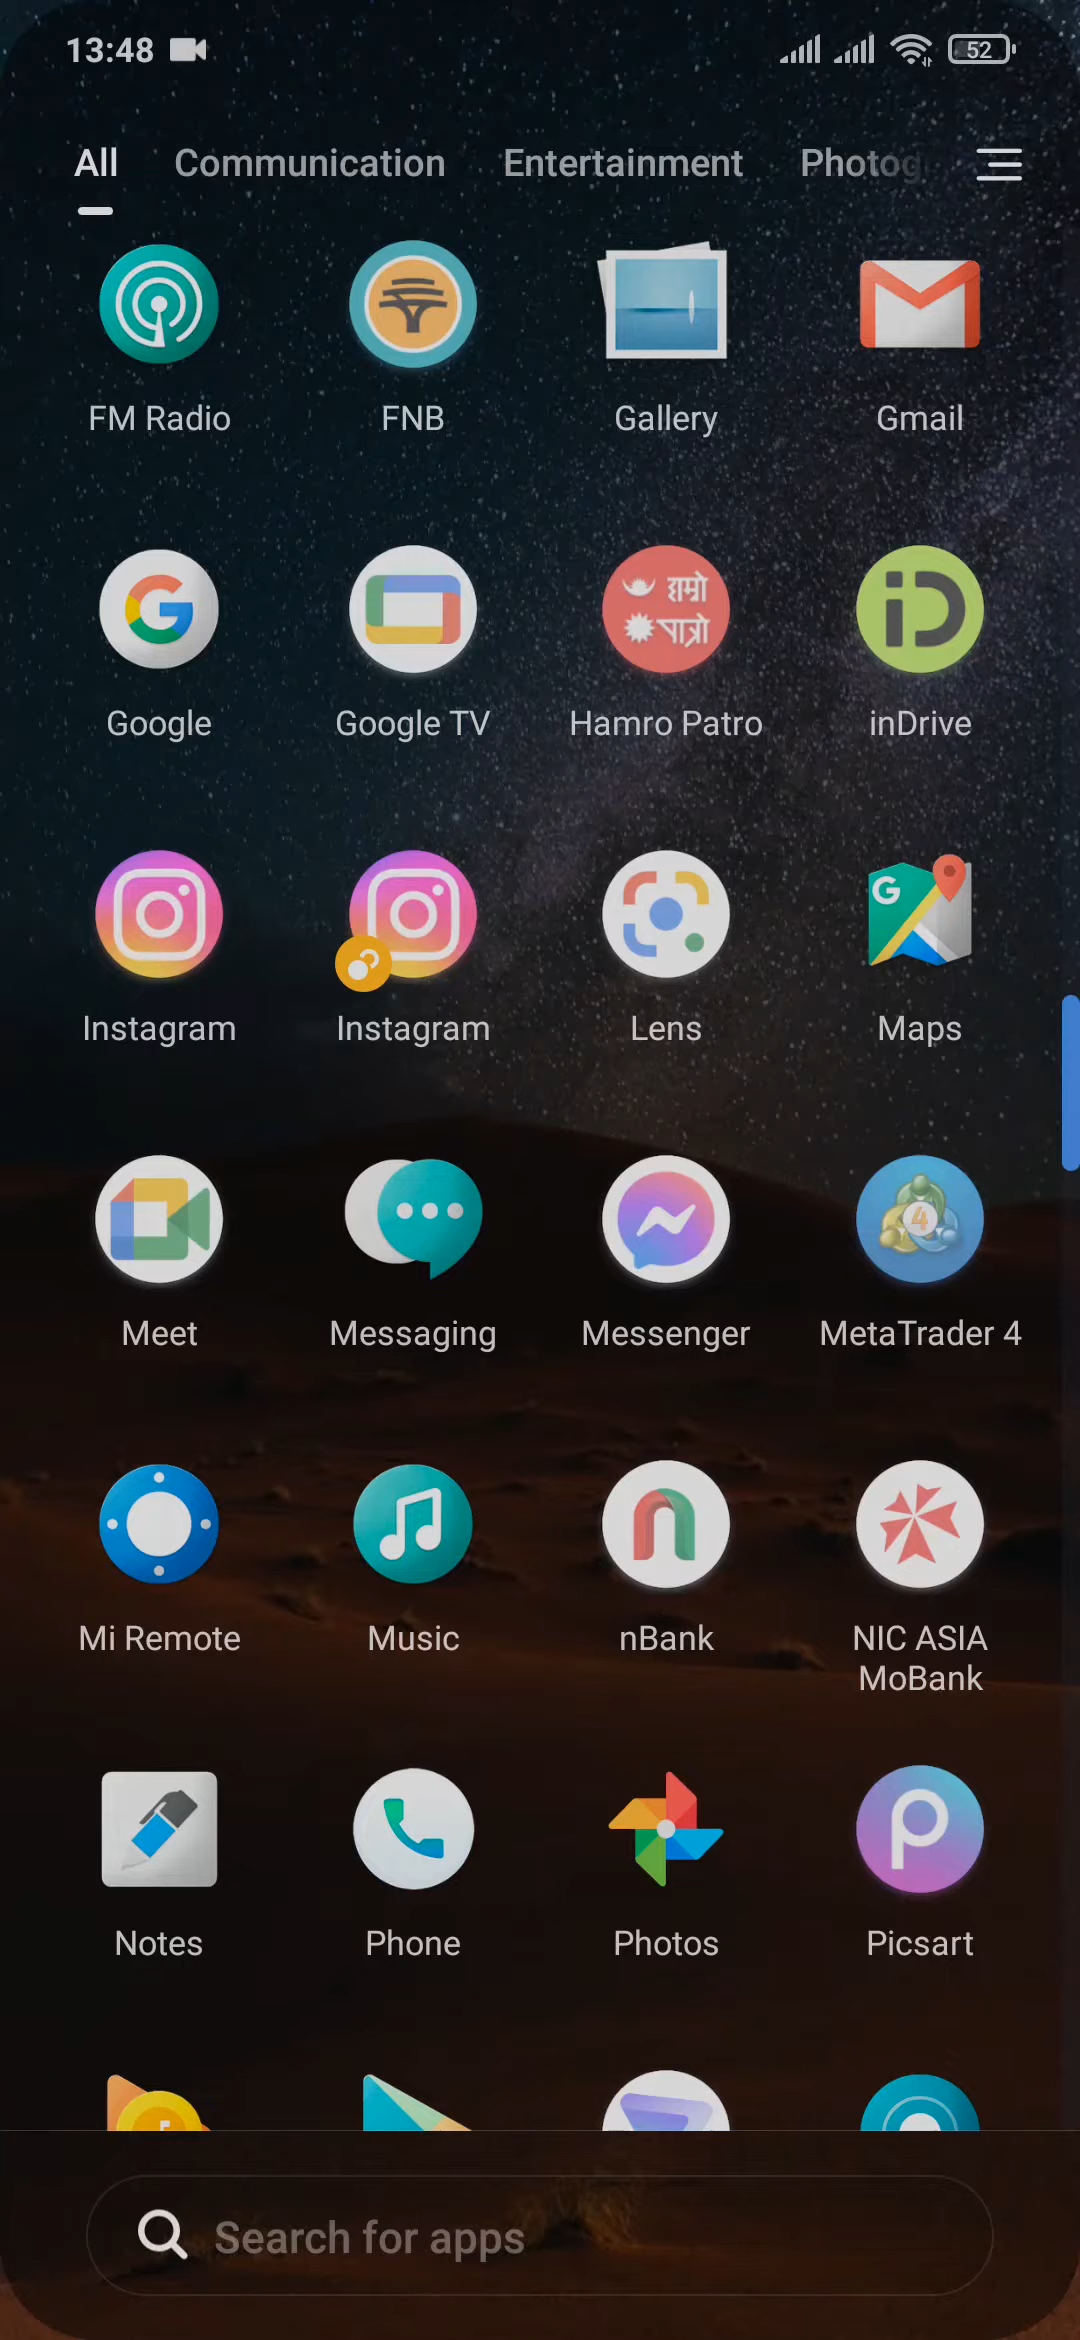 13:48
52
All Communication Entertainment Photog
FM Radio FNB Gallery Gmail
हाम्रो
पात्रो
Google Google TV Hamro Patro inDrive
Instagram Instagram Lens Maps
4
Meet Messaging Messenger MetaTrader 4
Mi Remote Music nBank NIC ASIA
MoBank
Notes Phone Photos Picsart
Search for apps